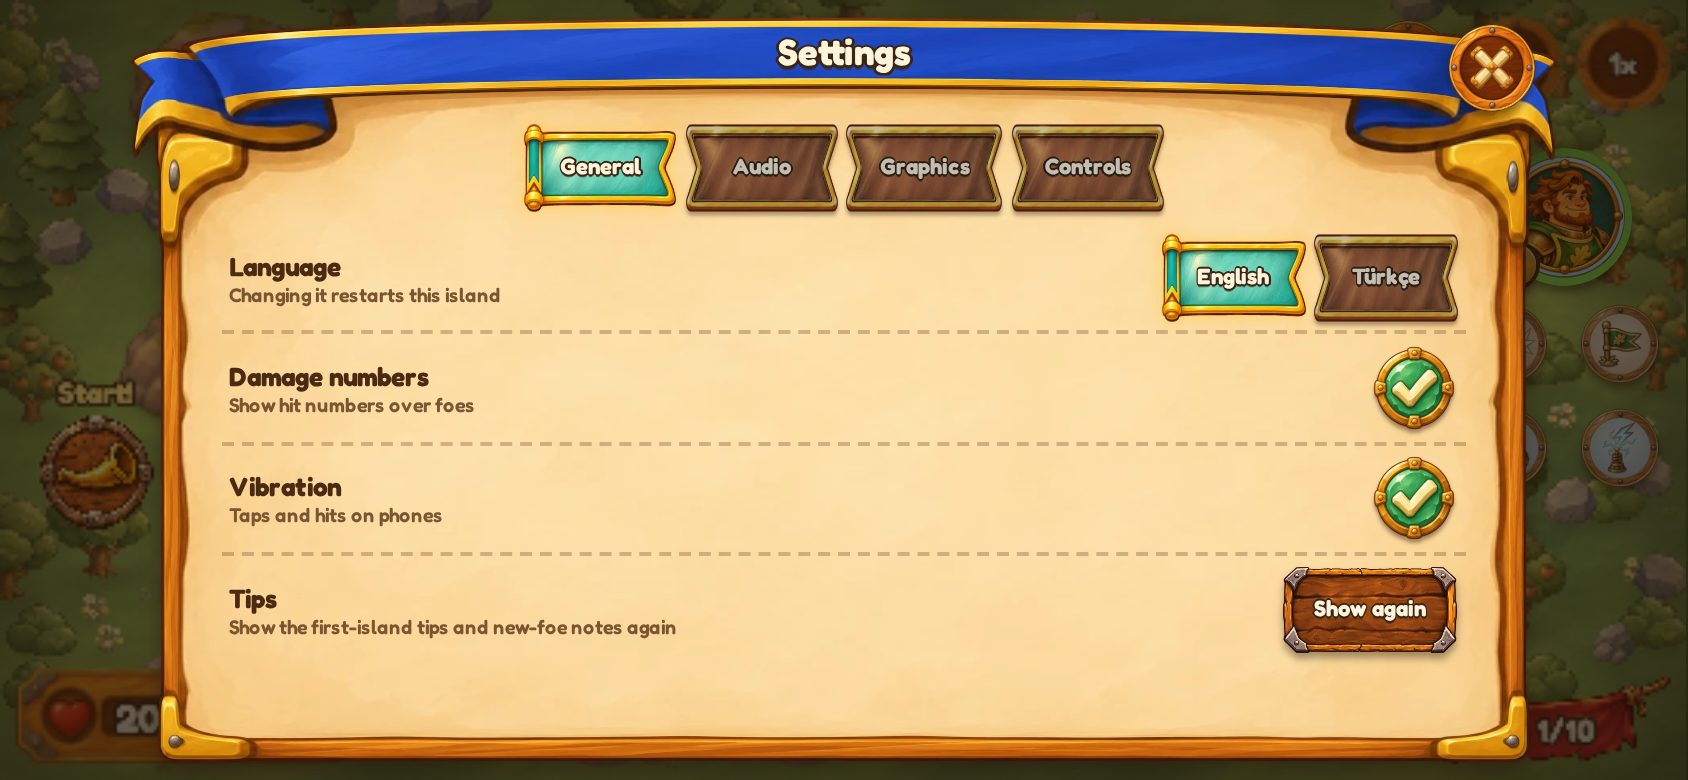 Settings
1x
General
Audio
Graphics
Controls
Language
Changing it restarts this island
English
Türkçe
Damage numbers
Show hit numbers over foes
Start!
Vibration
Taps and hits on phones
Tips
Show the first-island tips and new-foe notes again
Show again
20
1/10